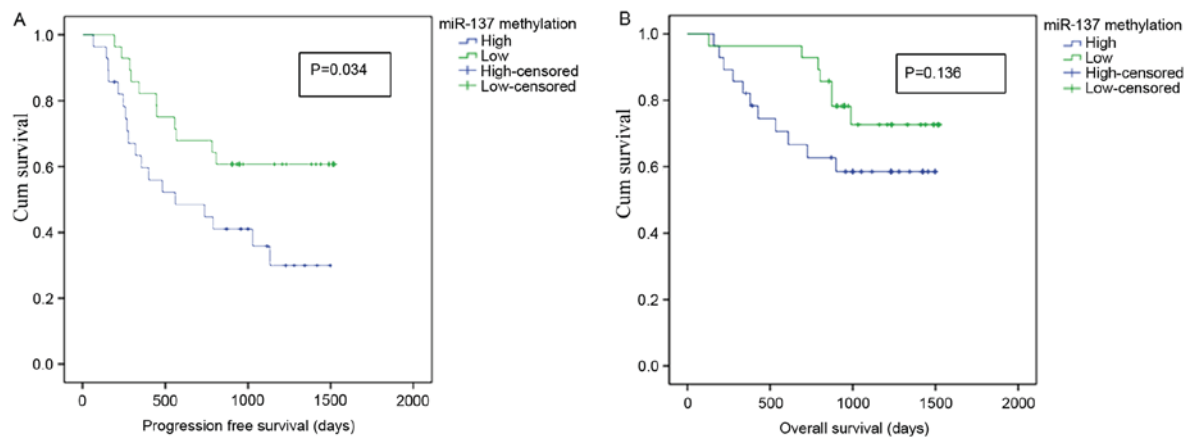 A
miR-137 methylation
High
Low
High-censored
Low-censored
P=0.034
Cum survival
1.0
0.8
0.6
0.4
0.2
0.0
0 500 1000 1500 2000
Progression free survival (days)
B
miR-137 methylation
High
Low
High-censored
Low-censored
P=0.136
Cum survival
1.0
0.8
0.6
0.4
0.2
0.0
0 500 1000 1500 2000
Overall survival (days)